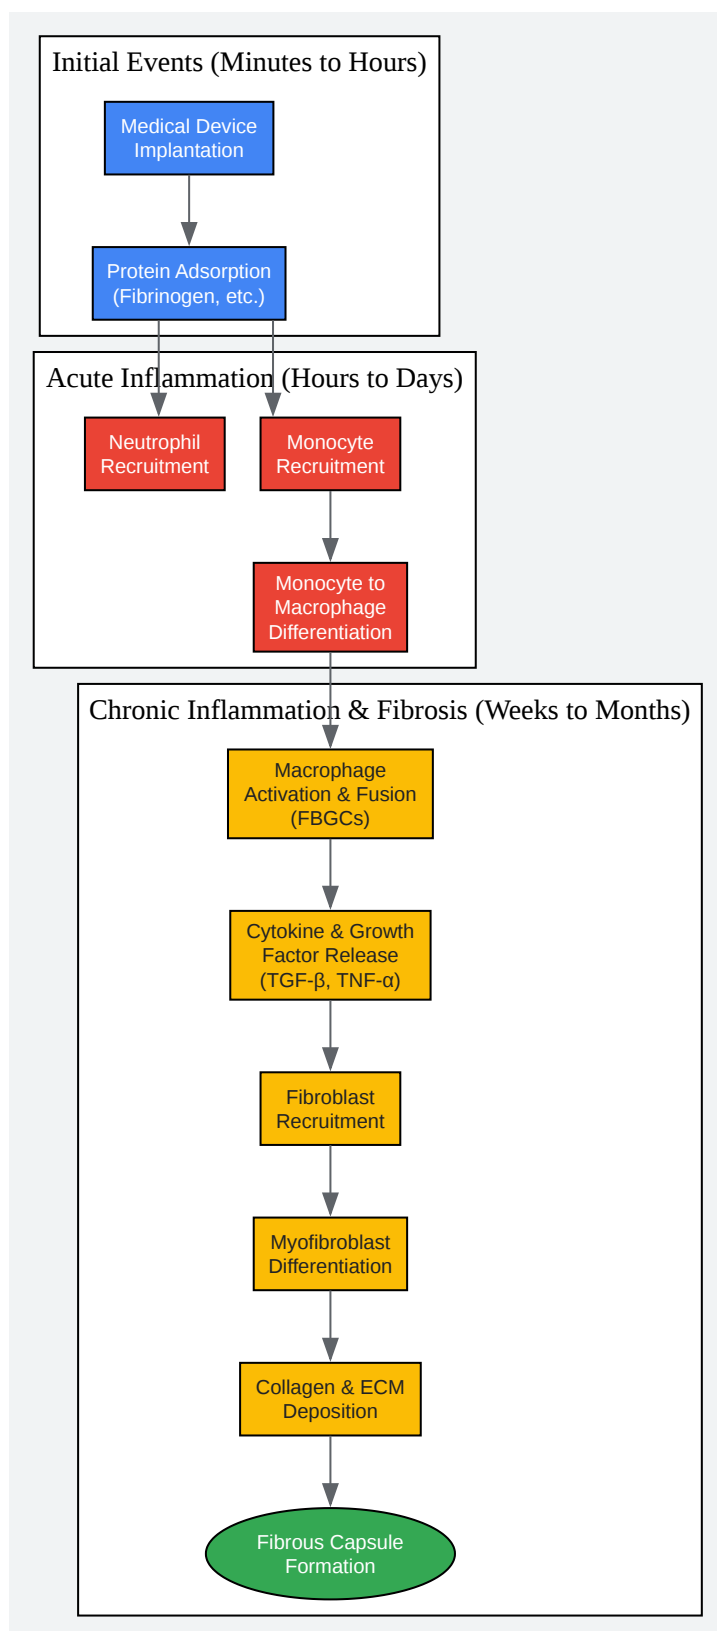 Initial Events (Minutes to Hours)
Medical Device
Implantation
Protein Adsorption
(Fibrinogen, etc.)
Acute Inflammation (Hours to Days)
Neutrophil
Recruitment
Monocyte
Recruitment
Monocyte to
Macrophage
Differentiation
Chronic Inflammation & Fibrosis (Weeks to Months)
Macrophage
Activation & Fusion
(FBGCs)
Cytokine & Growth
Factor Release
(TGF-β, TNF-α)
Fibroblast
Recruitment
Myofibroblast
Differentiation
Collagen & ECM
Deposition
Fibrous Capsule
Formation